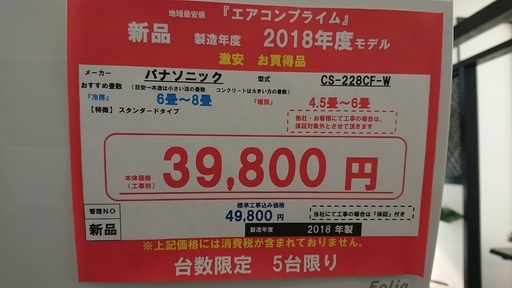 地域最安値 『エアコンプライム』
新品 製造年度 2018年度モデル
激安 お買得品
メーカー パナソニック 型式 CS-228CF-W
おすすめ畳数 (目安→木造は小さい法の畳数 コンクリートは大きい方の畳数)
『冷房』 6畳〜8畳 『暖房』 4.5畳〜6畳
【特徴】 スタンダードタイプ
他社・お客様にて工事の場合は、
保証対象外とさせて頂きます
本体価格
(工事別)
39,800 円
管理NO
新品
標準工事込み価格
49,800 円
当社にて工事の場合は「保証」付き
製造年度 2018 年製
※上記価格には消費税が含まれておりません。
台数限定 5台限り
Eolia